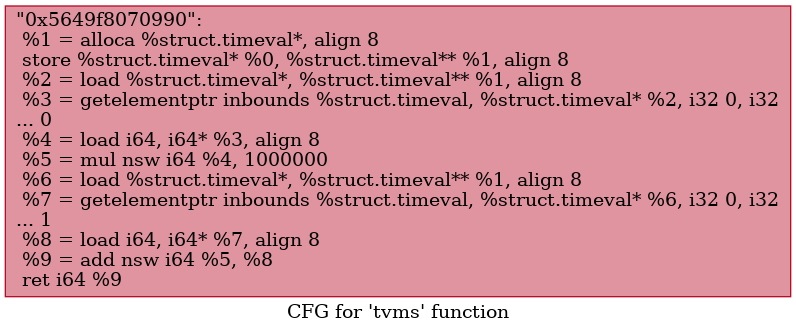 "0x5649f8070990":
%1 = alloca %struct.timeval*, align 8
store %struct.timeval* %0, %struct.timeval** %1, align 8
%2 = load %struct.timeval*, %struct.timeval** %1, align 8
%3 = getelementptr inbounds %struct.timeval, %struct.timeval* %2, i32 0, i32
... 0
%4 = load i64, i64* %3, align 8
%5 = mul nsw i64 %4, 1000000
%6 = load %struct.timeval*, %struct.timeval** %1, align 8
%7 = getelementptr inbounds %struct.timeval, %struct.timeval* %6, i32 0, i32
... 1
%8 = load i64, i64* %7, align 8
%9 = add nsw i64 %5, %8
ret i64 %9
CFG for 'tvms' function